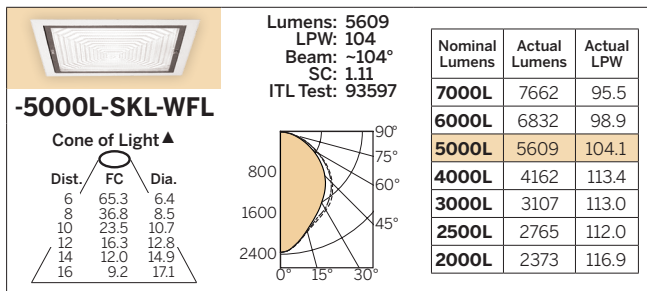 -5000L-SKL-WFL
Lumens: 5609
LPW: 104
Beam: ~104°
SC: 1.11
ITL Test: 93597
Cone of Light▲
Dist. FC Dia.
6 65.3 6.4
8 36.8 8.5
10 23.5 10.7
12 16.3 12.8
14 12.0 14.9
16 9.2 17.1
90°
75°
800
60°
1600
45°
2400
0° 15° 30°
Nominal Lumens Actual Lumens Actual LPW
7000L 7662 95.5
6000L 6832 98.9
5000L 5609 104.1
4000L 4162 113.4
3000L 3107 113.0
2500L 2765 112.0
2000L 2373 116.9